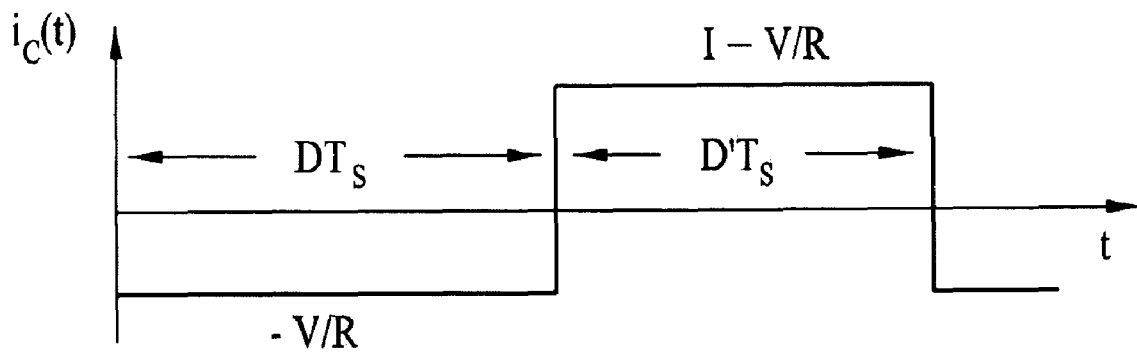 i_C(t)
I – V/R
DT_S
D'T_S
t
- V/R